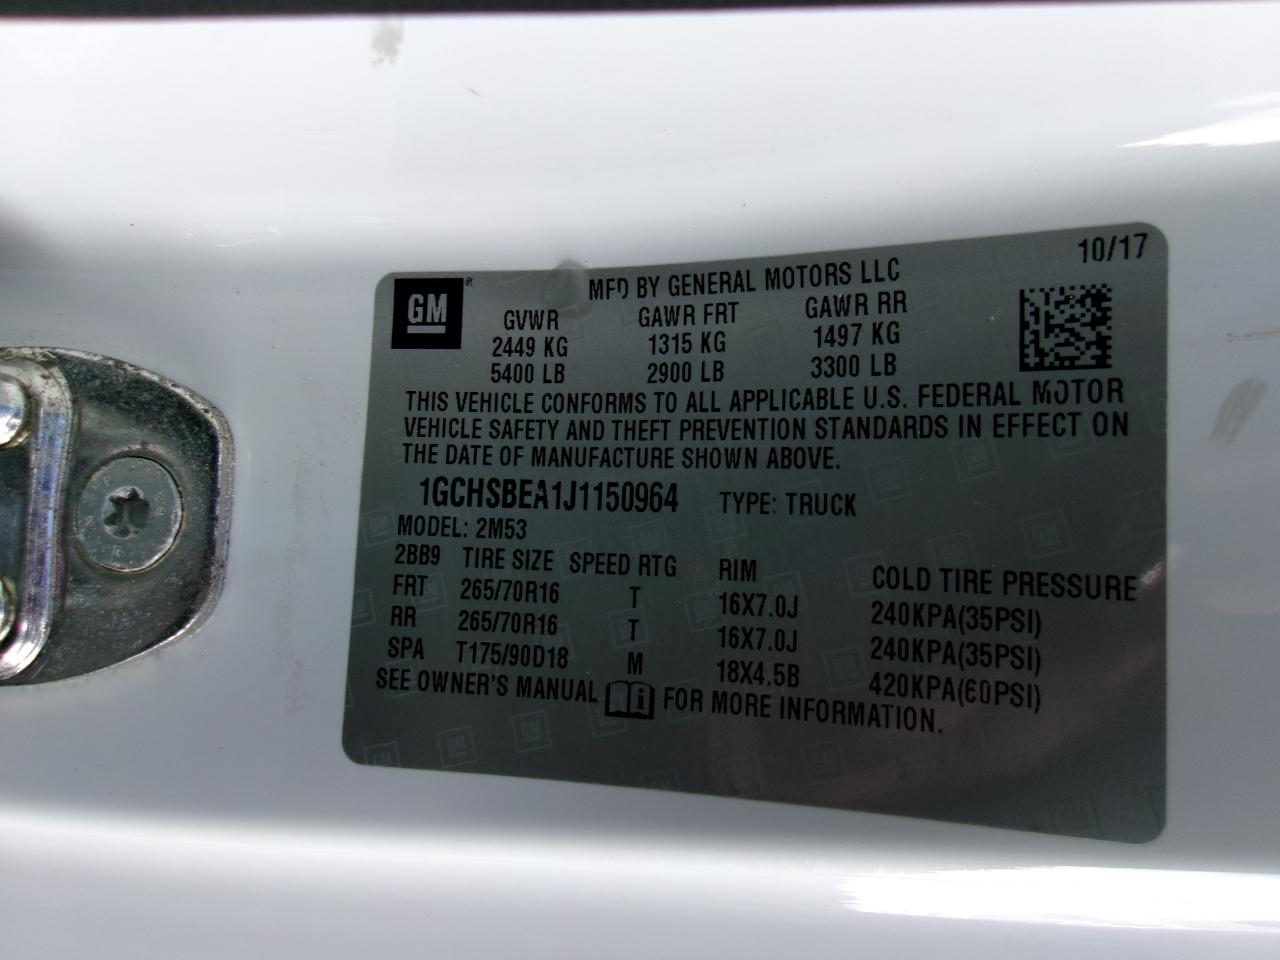 10/17
GM
MFD BY GENERAL MOTORS LLC
GVWR GAWR FRT GAWR RR
2449 KG 1315 KG 1497 KG
5400 LB 2900 LB 3300 LB
THIS VEHICLE CONFORMS TO ALL APPLICABLE U.S. FEDERAL MOTOR
VEHICLE SAFETY AND THEFT PREVENTION STANDARDS IN EFFECT ON
THE DATE OF MANUFACTURE SHOWN ABOVE.
1GCHSBEA1J1150964 TYPE: TRUCK
MODEL: 2M53
2BB9 TIRE SIZE SPEED RTG RIM COLD TIRE PRESSURE
FRT 265/70R16 T 16X7.0J 240KPA(35PSI)
RR 265/70R16 T 16X7.0J 240KPA(35PSI)
SPA T175/90D18 M 18X4.5B 420KPA(60PSI)
SEE OWNER'S MANUAL FOR MORE INFORMATION.